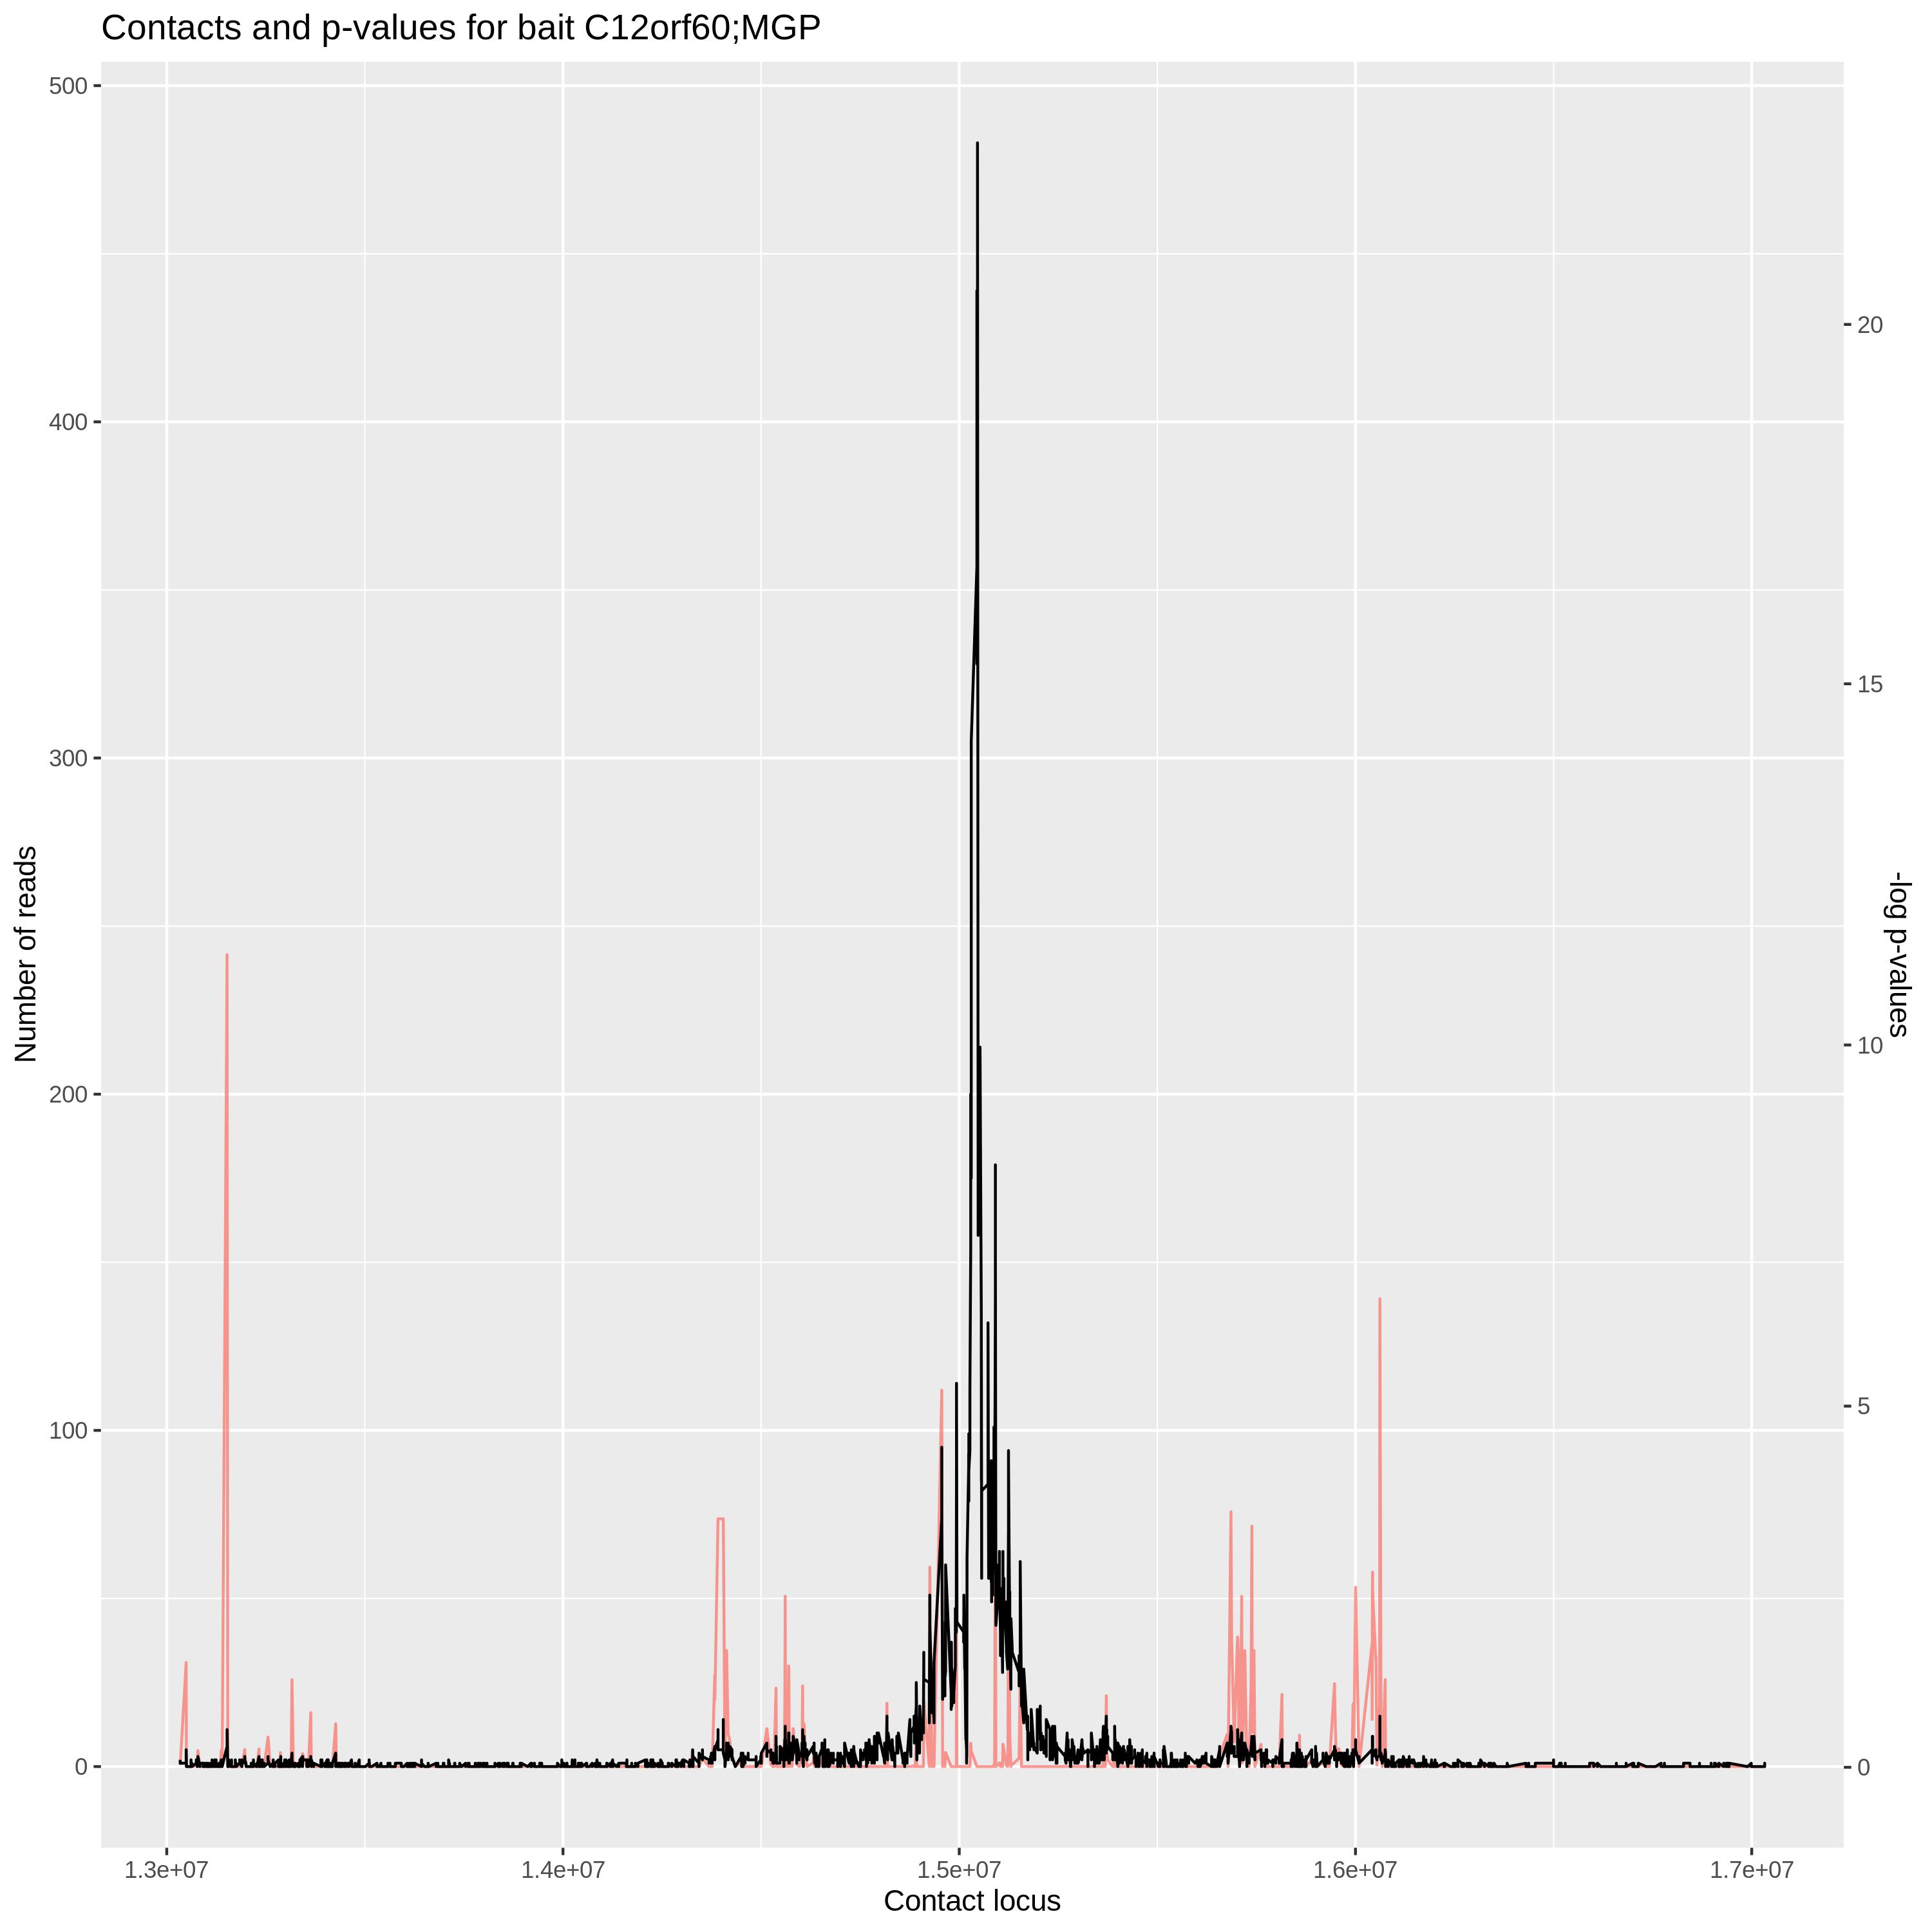 Contacts and p-values for bait C12orf60;MGP
500
400
300
200
100
0
Number of reads
20
15
10
5
0
-log p-values
1.3e+07
1.4e+07
1.5e+07
1.6e+07
1.7e+07
Contact locus